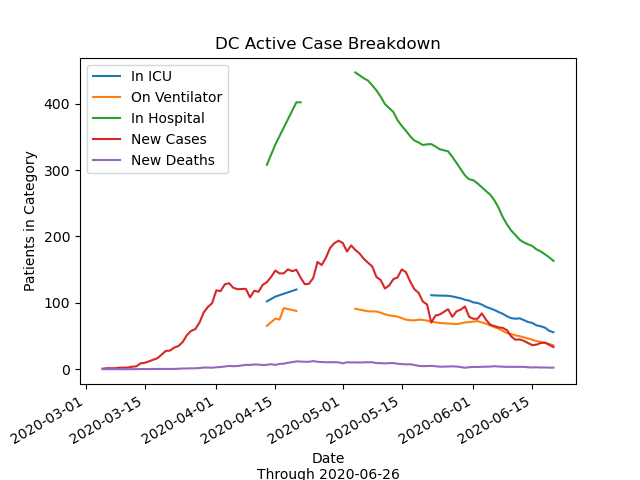 DC Active Case Breakdown
In ICU
On Ventilator
In Hospital
New Cases
New Deaths
Patients in Category
400
300
200
100
0
2020-03-01
2020-03-15
2020-04-01
2020-04-15
2020-05-01
2020-05-15
2020-06-01
2020-06-15
Date
Through 2020-06-26